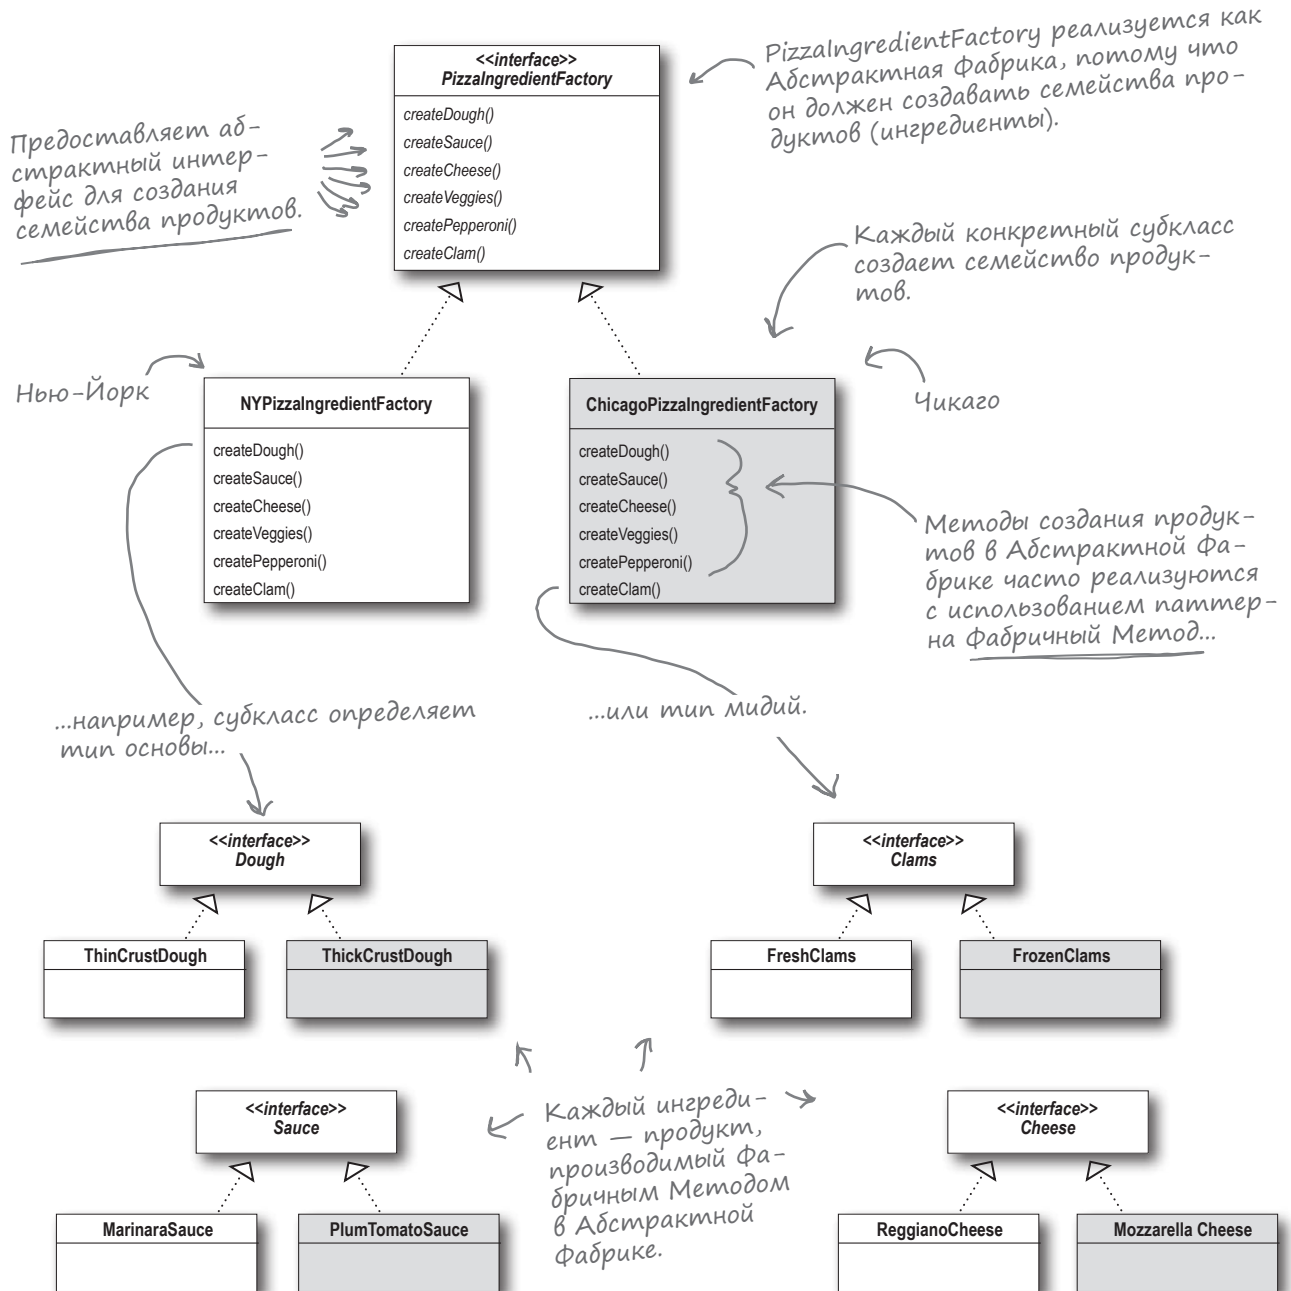 PizzaIngredientFactory реализуется как
Абстрактная Фабрика, потому что
он должен создавать семейства про-
дуктов (ингредиенты).
<<interface>>
PizzaIngredientFactory
createDough()
createSauce()
createCheese()
createVeggies()
createPepperoni()
createClam()
Предоставляет аб-
страктный интер-
фейс для создания
семейства продуктов.
Каждый конкретный субкласс
создает семейство продук-
тов.
Нью-Йорк
NYPizzaIngredientFactory
createDough()
createSauce()
createCheese()
createVeggies()
createPepperoni()
createClam()
ChicagoPizzaIngredientFactory
createDough()
createSauce()
createCheese()
createVeggies()
createPepperoni()
createClam()
Чикаго
Методы создания продук-
тов в Абстрактной Фа-
брике часто реализуются
с использованием паттер-
на Фабричный Метод...
...например, субкласс определяет
тип основы...
...или тип мидий.
<<interface>>
Dough
ThinCrustDough
ThickCrustDough
<<interface>>
Clams
FreshClams
FrozenClams
<<interface>>
Sauce
MarinaraSauce
PlumTomatoSauce
Каждый ингреди-
ент — продукт,
производимый Фа-
бричным Методом
в Абстрактной
Фабрике.
<<interface>>
Cheese
ReggianoCheese
Mozzarella Cheese